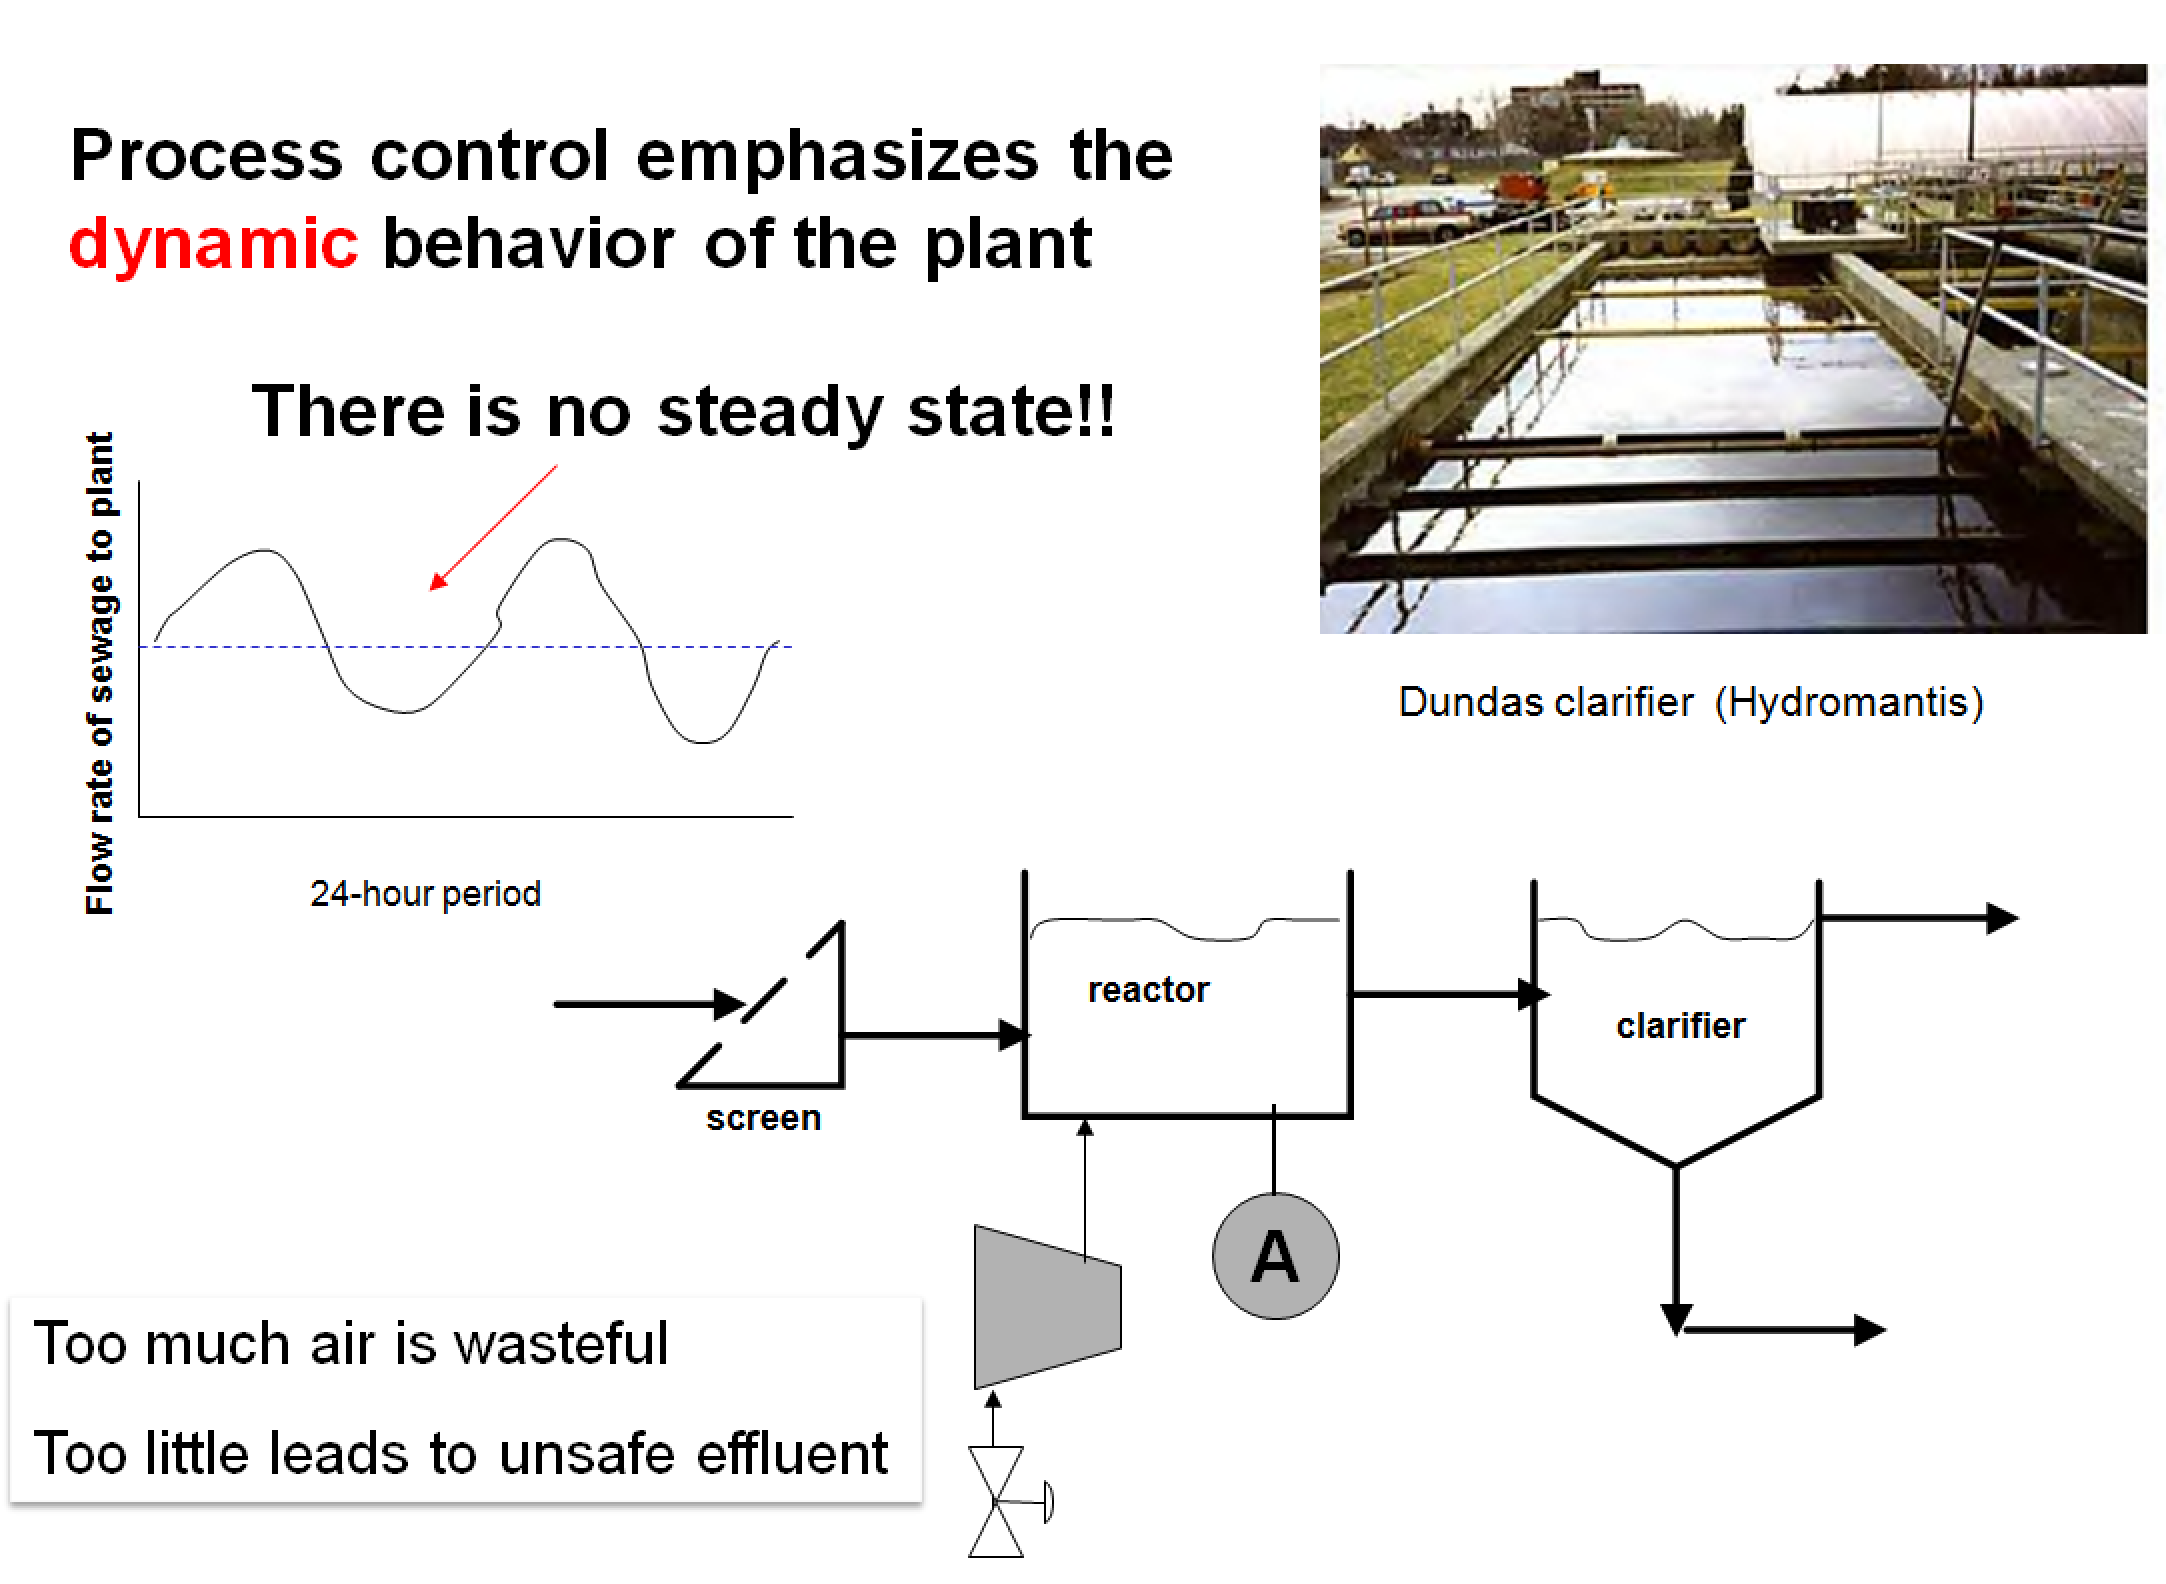 Process control emphasizes the
dynamic behavior of the plant
There is no steady state!!
Flow rate of sewage to plant
24-hour period
Dundas clarifier (Hydromantis)
reactor
clarifier
screen
A
Too much air is wasteful
Too little leads to unsafe effluent